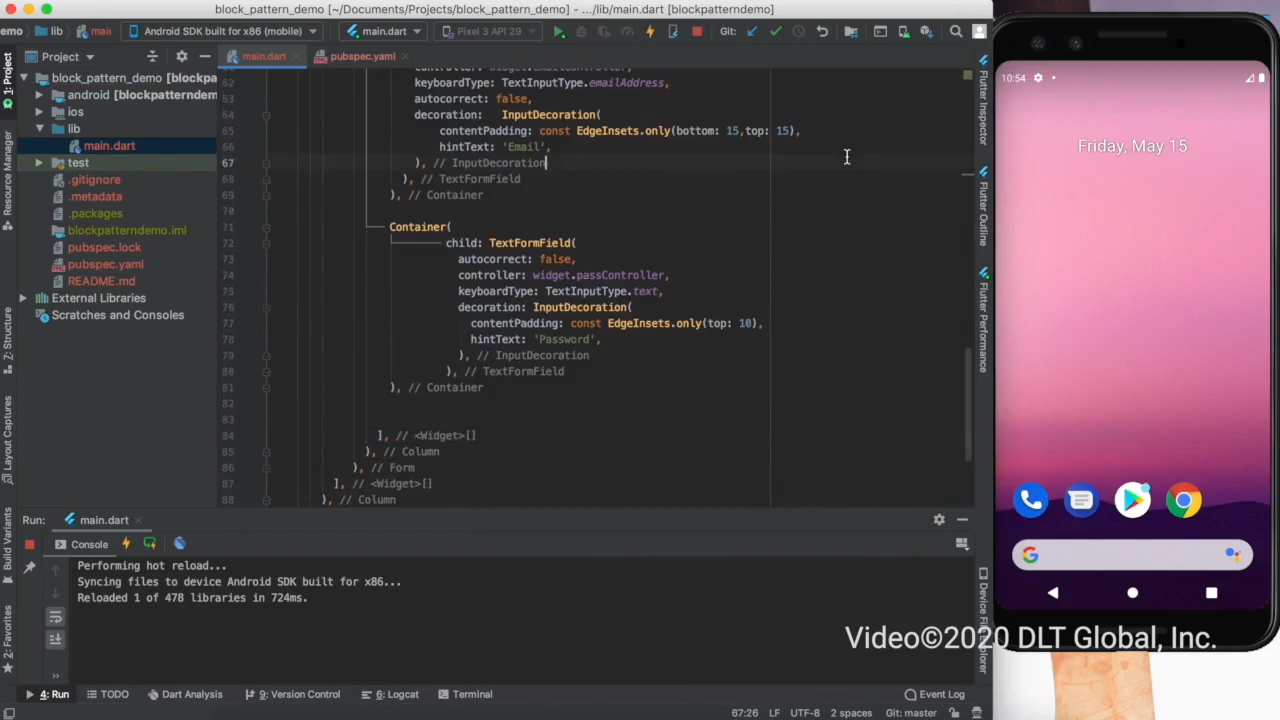 block_pattern_demo [~/Documents/Projects/block_pattern_demo] – .../lib/main.dart [blockpatterndemo]
emo lib mai Android SDK built for x86 (mobile) main.dart Pixel 3 API 29 Git:
Project main.dart pubspec.yaml
block_pattern_demo [blockpa
android [blockpatterndem
ios
lib
main.dart
test
.gitignore
.metadata
.packages
blockpatterndemo.iml
pubspec.lock
pubspec.yaml
README.md
External Libraries
Scratches and Consoles
1: Project
Resource Manager
Z: Structure
Layout Captures
Build Variants
2: Favorites
62 keyboardType: TextInputType.emailAddress,
63 autocorrect: false,
64 decoration: InputDecoration(
65 contentPadding: const EdgeInsets.only(bottom: 15,top: 15),
66 hintText: 'Email',
67 ), // InputDecoration
68 ), // TextFormField
69 ), // Container
70
71 Container(
72 child: TextFormField(
73 autocorrect: false,
74 controller: widget.passController,
75 keyboardType: TextInputType.text,
76 decoration: InputDecoration(
77 contentPadding: const EdgeInsets.only(top: 10),
78 hintText: 'Password',
79 ), // InputDecoration
80 ), // TextFormField
81 ), // Container
82
83
84 ], // <Widget>[]
85 ), // Column
86 ), // Form
87 ], // <Widget>[]
88 ), // Column
Flutter Inspector
Flutter Outline
Flutter Performance
10:54
Friday, May 15
Run: main.dart
Console
Performing hot reload...
Syncing files to device Android SDK built for x86...
Reloaded 1 of 478 libraries in 724ms.
Video©2020 DLT Global, Inc.
4: Run TODO Dart Analysis 9: Version Control 6: Logcat Terminal Event Log
67:26 LF UTF-8 2 spaces Git: master